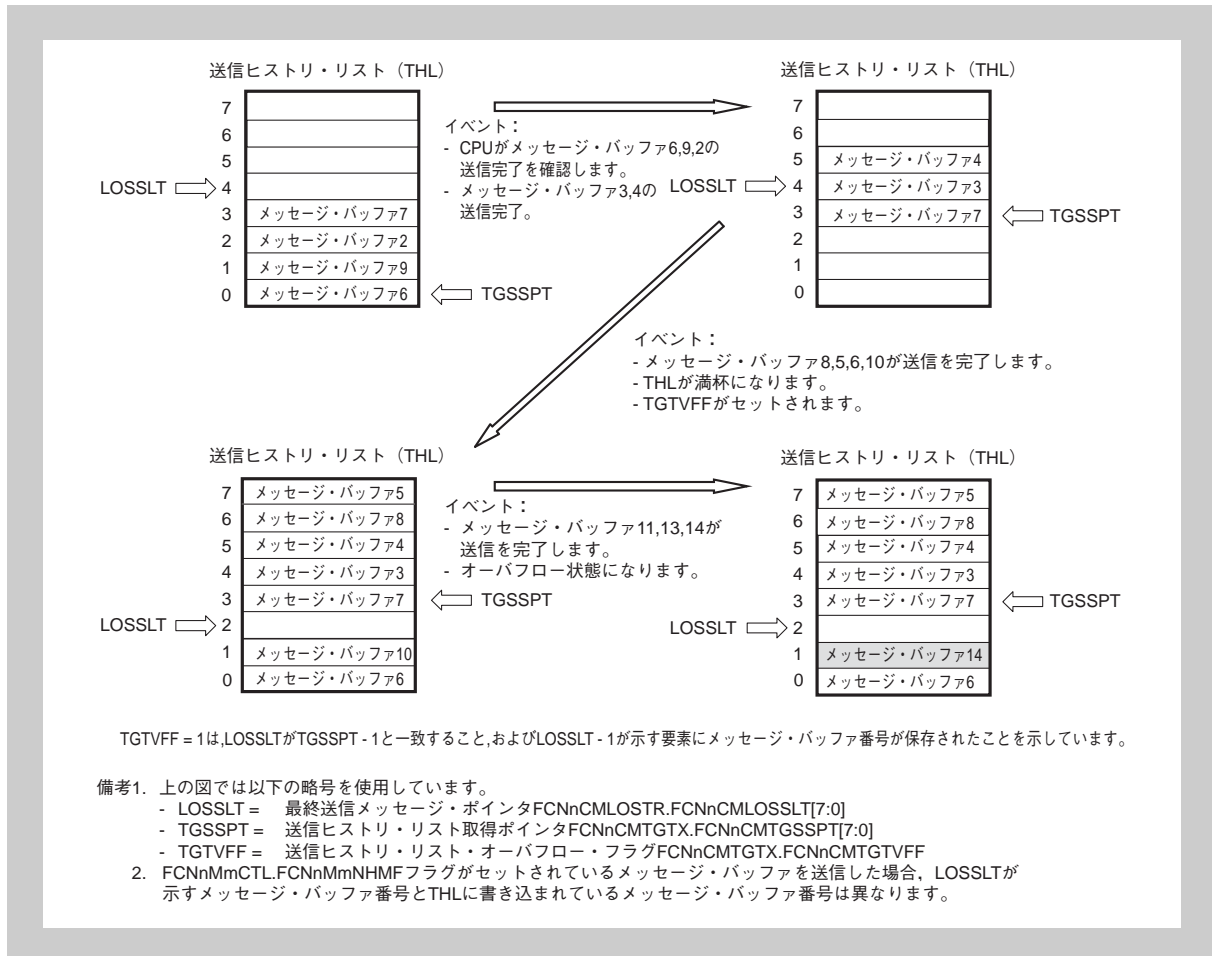 送信ヒストリ・リスト（THL）
7
6
5
4
3 メッセージ・バッファ7
2 メッセージ・バッファ2
1 メッセージ・バッファ9
0 メッセージ・バッファ6
LOSSLT
TGSSPT
イベント：
- CPUがメッセージ・バッファ6,9,2の
送信完了を確認します。
- メッセージ・バッファ3,4の
送信完了。
送信ヒストリ・リスト（THL）
7
6
5 メッセージ・バッファ4
4 メッセージ・バッファ3
3 メッセージ・バッファ7
2
1
0
LOSSLT
TGSSPT
イベント：
- メッセージ・バッファ8,5,6,10が送信を完了します。
- THLが満杯になります。
- TGTVFFがセットされます。
送信ヒストリ・リスト（THL）
7 メッセージ・バッファ5
6 メッセージ・バッファ8
5 メッセージ・バッファ4
4 メッセージ・バッファ3
3 メッセージ・バッファ7
2
1 メッセージ・バッファ10
0 メッセージ・バッファ6
LOSSLT
TGSSPT
イベント：
- メッセージ・バッファ11,13,14が
送信を完了します。
- オーバフロー状態になります。
送信ヒストリ・リスト（THL）
7 メッセージ・バッファ5
6 メッセージ・バッファ8
5 メッセージ・バッファ4
4 メッセージ・バッファ3
3 メッセージ・バッファ7
2
1 メッセージ・バッファ14
0 メッセージ・バッファ6
LOSSLT
TGSSPT
TGTVFF = 1は,LOSSLTがTGSSPT - 1と一致すること,およびLOSSLT - 1が示す要素にメッセージ・バッファ番号が保存されたことを示しています。
備考1. 上の図では以下の略号を使用しています。
- LOSSLT = 最終送信メッセージ・ポインタFCNnCMLOSTR.FCNnCMLOSSLT[7:0]
- TGSSPT = 送信ヒストリ・リスト取得ポインタFCNnCMTGTX.FCNnCMTGSSPT[7:0]
- TGTVFF = 送信ヒストリ・リスト・オーバフロー・フラグFCNnCMTGTX.FCNnCMTGTVFF
2. FCNnMmCTL.FCNnMmNHMFフラグがセットされているメッセージ・バッファを送信した場合，LOSSLTが
示すメッセージ・バッファ番号とTHLに書き込まれているメッセージ・バッファ番号は異なります。